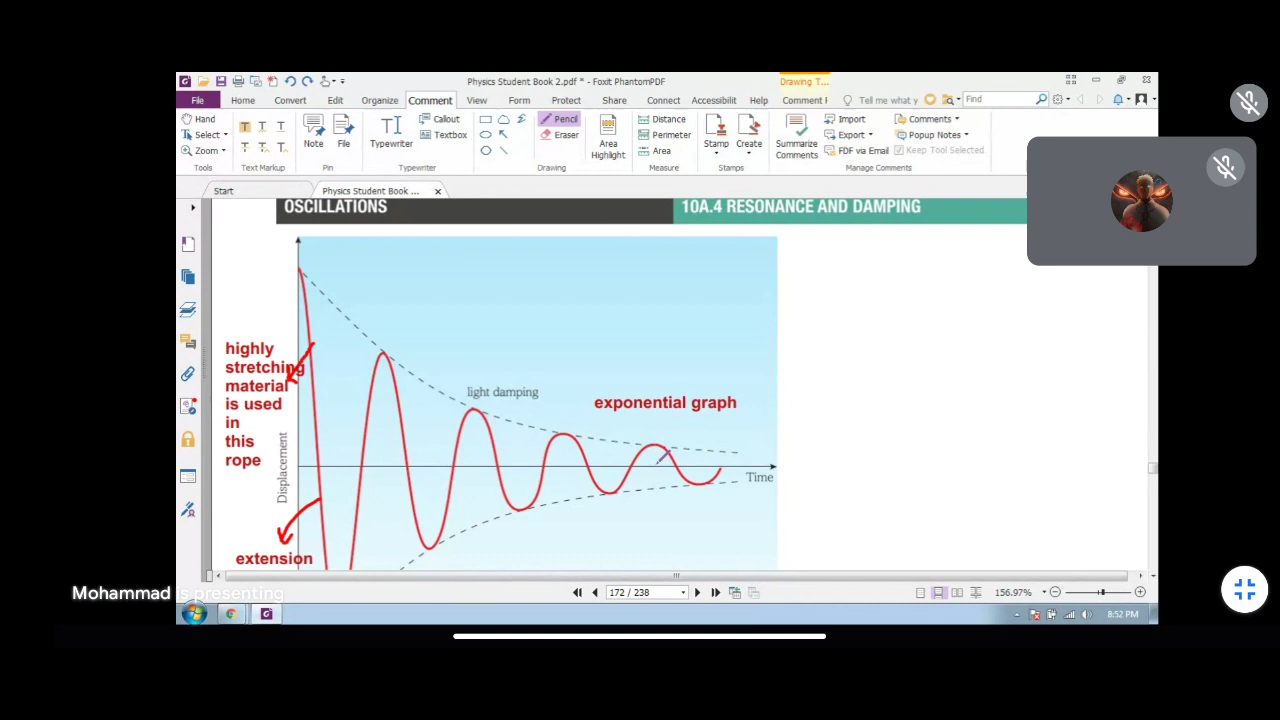 Physics Student Book 2.pdf * - Foxit PhantomPDF
Drawing T...
File Home Convert Edit Organize Comment View Form Protect Share Connect Accessibilit Help Comment F Tell me what y Find
Hand
Select
Zoom
Tools
Text Markup
Note
File
Pin
Typewriter
Callout
Textbox
Typewriter
Pencil
Eraser
Drawing
Area
Highlight
Distance
Perimeter
Area
Measure
Stamp
Create
Stamps
Summarize
Comments
Import
Export
FDF via Email
Comments
Popup Notes
Keep Tool Selected
Manage Comments
Start
Physics Student Book ...
OSCILLATIONS
10A.4 RESONANCE AND DAMPING
highly
stretching
material
is used
in
this
rope
light damping
exponential graph
Displacement
Time
extension
Mohammad is presenting
172 / 238
156.97%
8:52 PM